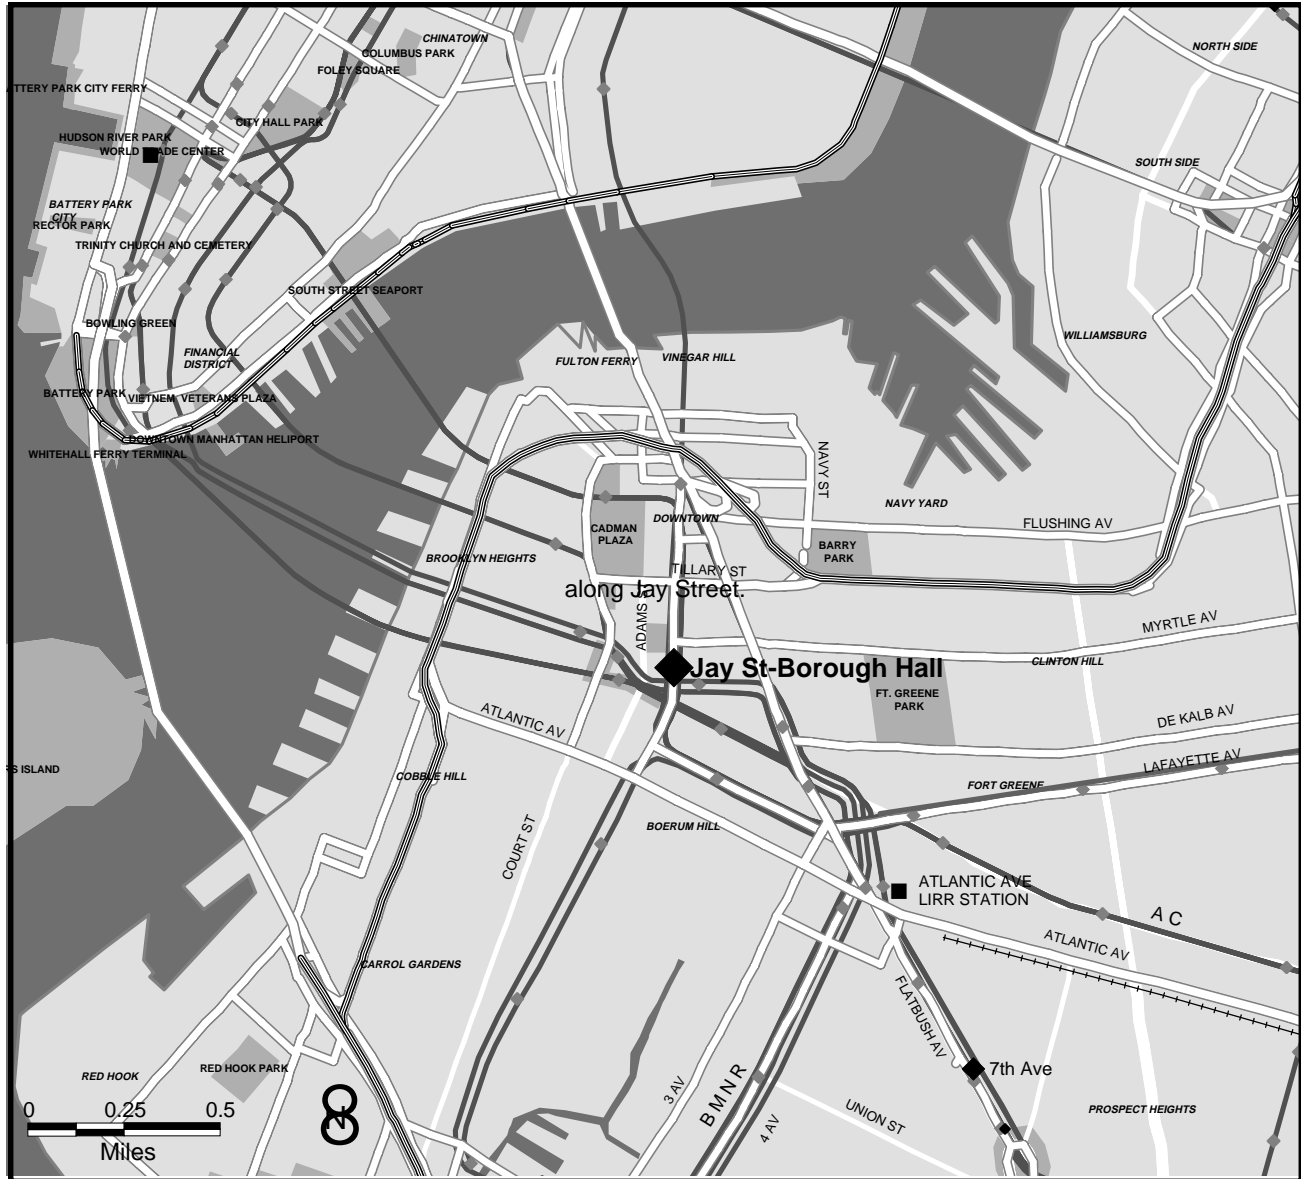 CHINATOWN
COLUMBUS PARK
FOLEY SQUARE
NORTH SIDE
TTERY PARK CITY FERRY
CITY HALL PARK
HUDSON RIVER PARK
WORLD TRADE CENTER
SOUTH SIDE
BATTERY PARK
CITY
RECTOR PARK
TRINITY CHURCH AND CEMETERY
SOUTH STREET SEAPORT
BOWLING GREEN
WILLIAMSBURG
FINANCIAL
DISTRICT
FULTON FERRY
VINEGAR HILL
BATTERY PARK
VIETNEM VETERANS PLAZA
DOWNTOWN MANHATTAN HELIPORT
WHITEHALL FERRY TERMINAL
NAVY ST
NAVY YARD
DOWNTOWN
FLUSHING AV
CADMAN
PLAZA
BARRY
PARK
BROOKLYN HEIGHTS
TILLARY ST
along Jay Street.
ADAMS ST
MYRTLE AV
CLINTON HILL
Jay St-Borough Hall
FT. GREENE
PARK
ATLANTIC AV
DE KALB AV
LAFAYETTE AV
S ISLAND
COBBLE HILL
FORT GREENE
BOERUM HILL
COURT ST
ATLANTIC AVE
LIRR STATION
A C
ATLANTIC AV
CARROL GARDENS
FLATBUSH AV
RED HOOK
RED HOOK PARK
7th Ave
3 AV
B M N R
4 AV
UNION ST
PROSPECT HEIGHTS
0 0.25 0.5
Miles
N